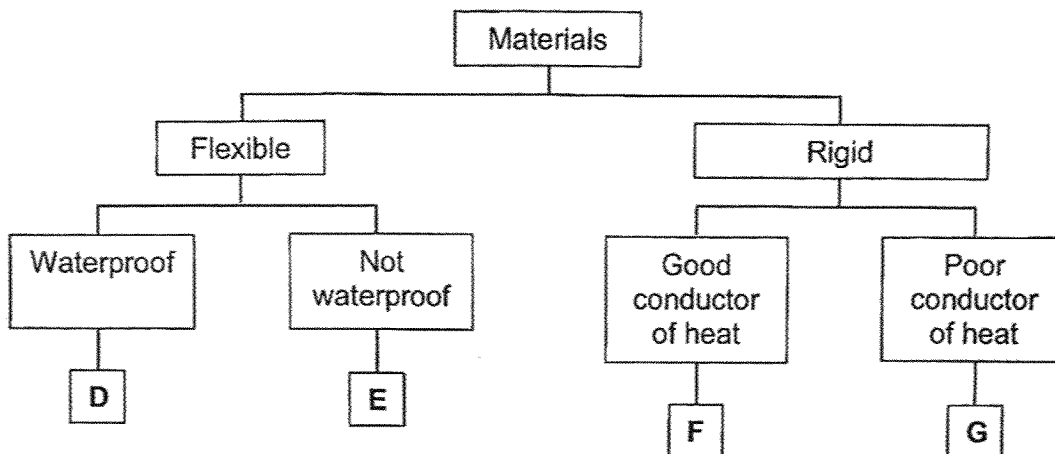 Materials
Flexible
Rigid
Waterproof
Not
waterproof
Good
conductor
of heat
Poor
conductor
of heat
D
E
F
G